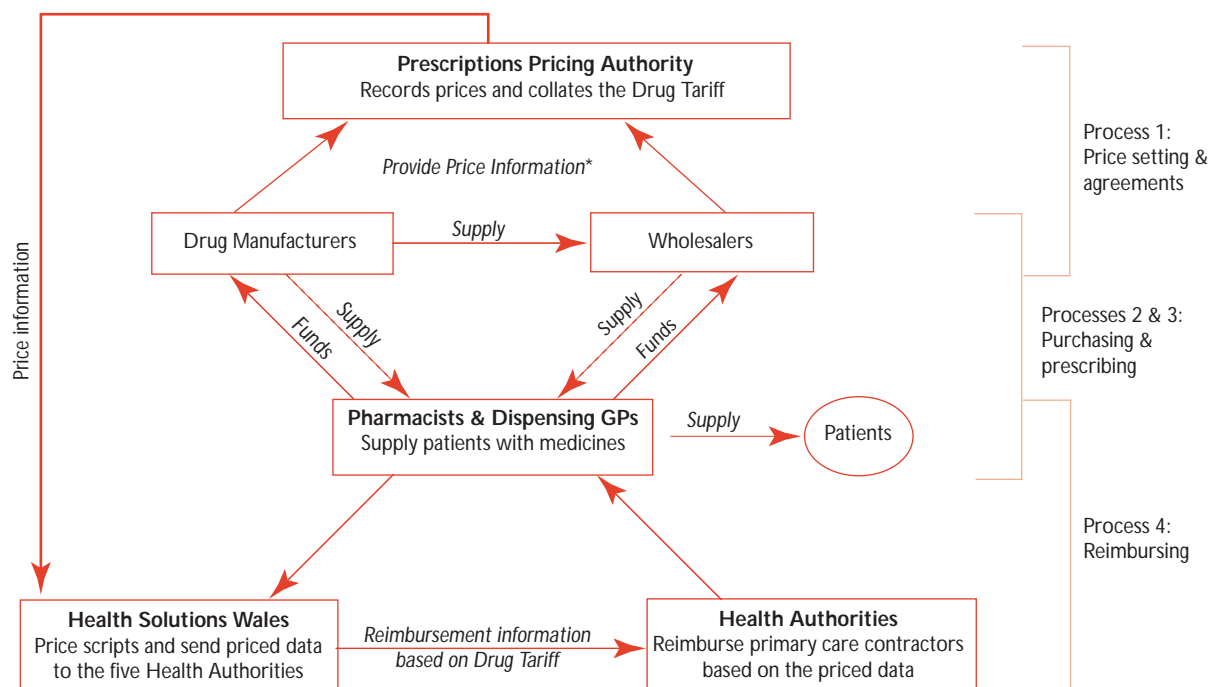 Prescriptions Pricing Authority
Records prices and collates the Drug Tariff
Process 1:
Price setting &
agreements
Provide Price Information*
Drug Manufacturers
Supply
Wholesalers
Price information
Funds
Supply
Supply
Funds
Processes 2 & 3:
Purchasing &
prescribing
Pharmacists & Dispensing GPs
Supply patients with medicines
Supply
Patients
Process 4:
Reimbursing
Health Solutions Wales
Price scripts and send priced data
to the five Health Authorities
Reimbursement information
based on Drug Tariff
Health Authorities
Reimburse primary care contractors
based on the priced data